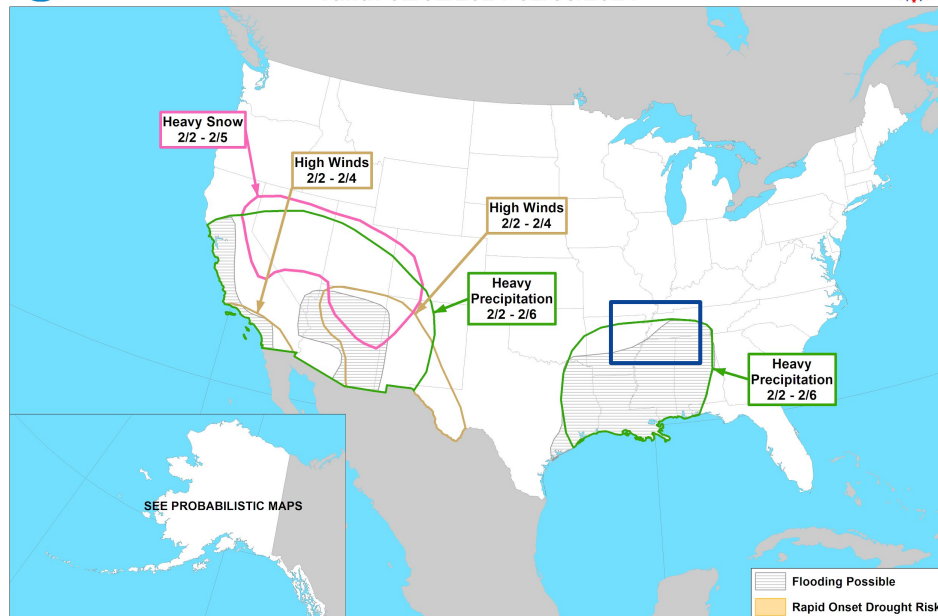 Heavy Snow
2/2 - 2/5
High Winds
2/2 - 2/4
High Winds
2/2 - 2/4
Heavy
Precipitation
2/2 - 2/6
Heavy
Precipitation
2/2 - 2/6
SEE PROBABILISTIC MAPS
Flooding Possible
Rapid Onset Drought Risk